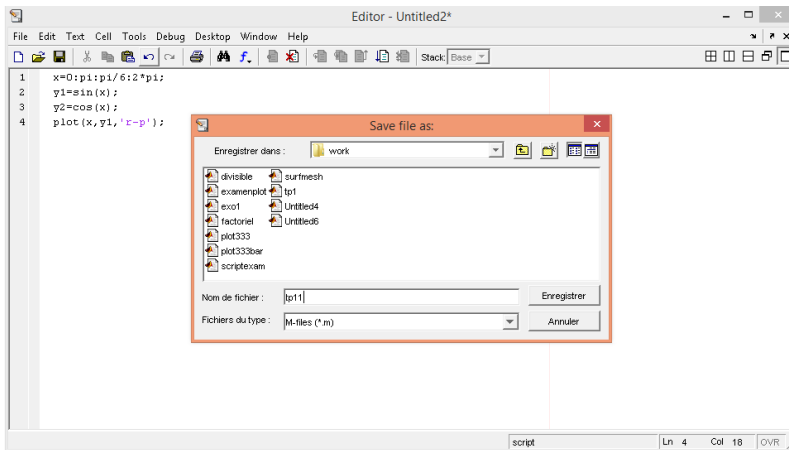 Editor - Untitled2*
File Edit Text Cell Tools Debug Desktop Window Help
Stack: Base
1 x=0:pi:pi/6:2*pi;
2 y1=sin(x);
3 y2=cos(x);
4 plot(x,y1,'r-p');
Save file as:
Enregistrer dans : work
divisible surfmesh
examenplot tp1
exo1 Untitled4
factoriel Untitled6
plot333
plot333bar
scriptexam
Nom de fichier : tp11 Enregistrer
Fichiers du type : M-files (*.m) Annuler
script Ln 4 Col 18 OVR